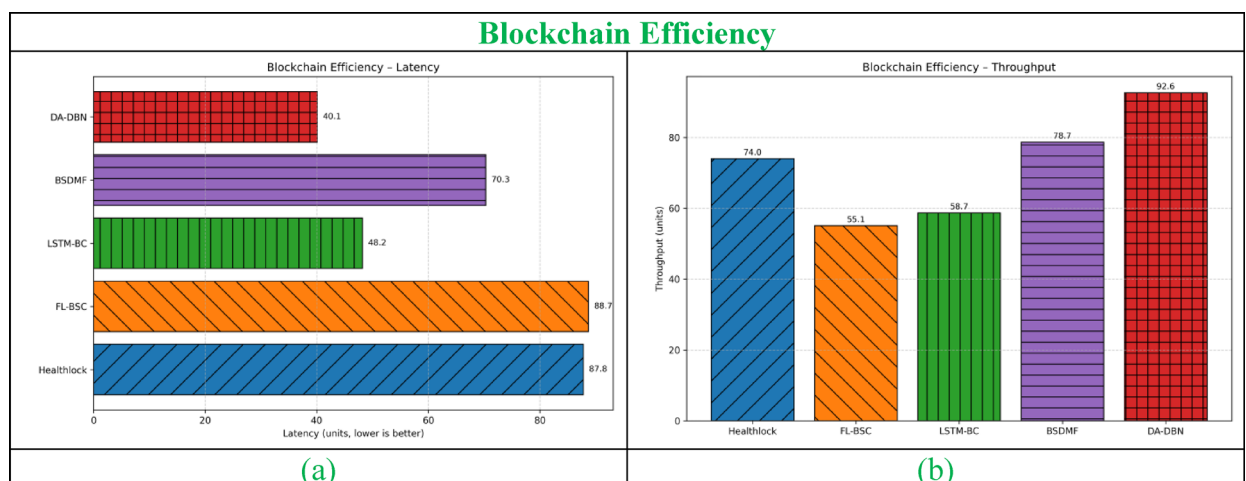 Blockchain Efficiency
Blockchain Efficiency – Latency
DA-DBN
40.1
BSDMF
70.3
LSTM-BC
48.2
FL-BSC
88.7
Healthlock
87.8
0 20 40 60 80
Latency (units, lower is better)
(a)
Blockchain Efficiency – Throughput
Throughput (units)
80
60
40
20
0
74.0
55.1
58.7
78.7
92.6
Healthlock FL-BSC LSTM-BC BSDMF DA-DBN
(b)